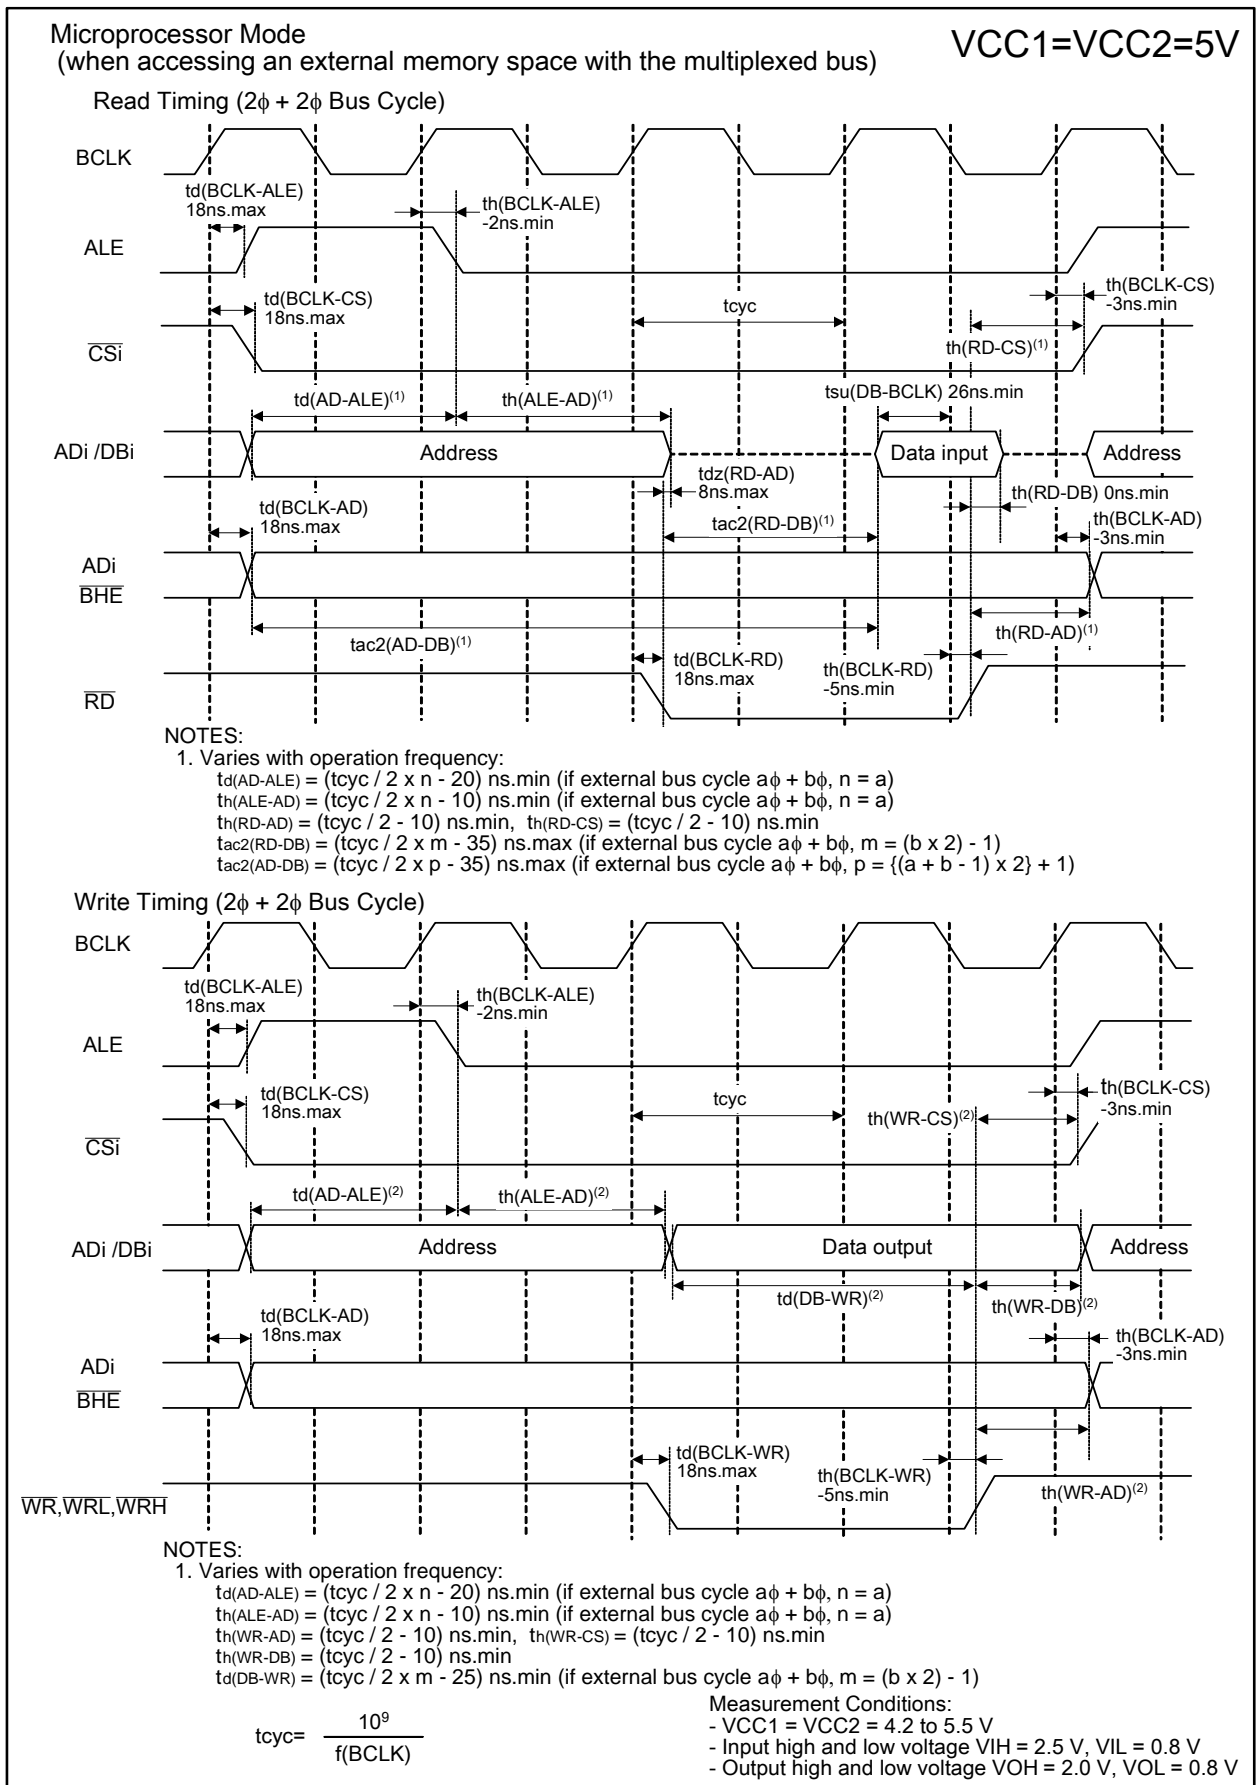 Microprocessor Mode
(when accessing an external memory space with the multiplexed bus)
VCC1=VCC2=5V
Read Timing (2ϕ + 2ϕ Bus Cycle)
BCLK
td(BCLK-ALE)
18ns.max
th(BCLK-ALE)
-2ns.min
ALE
td(BCLK-CS)
18ns.max
tcyc
th(BCLK-CS)
-3ns.min
CSi
th(RD-CS)(1)
td(AD-ALE)(1)
th(ALE-AD)(1)
tsu(DB-BCLK) 26ns.min
ADi /DBi
Address
Data input
Address
tdz(RD-AD)
8ns.max
th(RD-DB) 0ns.min
td(BCLK-AD)
18ns.max
tac2(RD-DB)(1)
th(BCLK-AD)
-3ns.min
ADi
BHE
tac2(AD-DB)(1)
th(RD-AD)(1)
td(BCLK-RD)
18ns.max
th(BCLK-RD)
-5ns.min
RD
NOTES:
1. Varies with operation frequency:
td(AD-ALE) = (tcyc / 2 x n - 20) ns.min (if external bus cycle aϕ + bϕ, n = a)
th(ALE-AD) = (tcyc / 2 x n - 10) ns.min (if external bus cycle aϕ + bϕ, n = a)
th(RD-AD) = (tcyc / 2 - 10) ns.min, th(RD-CS) = (tcyc / 2 - 10) ns.min
tac2(RD-DB) = (tcyc / 2 x m - 35) ns.max (if external bus cycle aϕ + bϕ, m = (b x 2) - 1)
tac2(AD-DB) = (tcyc / 2 x p - 35) ns.max (if external bus cycle aϕ + bϕ, p = {(a + b - 1) x 2} + 1)
Write Timing (2ϕ + 2ϕ Bus Cycle)
BCLK
td(BCLK-ALE)
18ns.max
th(BCLK-ALE)
-2ns.min
ALE
td(BCLK-CS)
18ns.max
tcyc
th(WR-CS)(2)
th(BCLK-CS)
-3ns.min
CSi
td(AD-ALE)(2)
th(ALE-AD)(2)
ADi /DBi
Address
Data output
Address
td(DB-WR)(2)
th(WR-DB)(2)
td(BCLK-AD)
18ns.max
th(BCLK-AD)
-3ns.min
ADi
BHE
td(BCLK-WR)
18ns.max
th(BCLK-WR)
-5ns.min
th(WR-AD)(2)
WR,WRL,WRH
NOTES:
1. Varies with operation frequency:
td(AD-ALE) = (tcyc / 2 x n - 20) ns.min (if external bus cycle aϕ + bϕ, n = a)
th(ALE-AD) = (tcyc / 2 x n - 10) ns.min (if external bus cycle aϕ + bϕ, n = a)
th(WR-AD) = (tcyc / 2 - 10) ns.min, th(WR-CS) = (tcyc / 2 - 10) ns.min
th(WR-DB) = (tcyc / 2 - 10) ns.min
td(DB-WR) = (tcyc / 2 x m - 25) ns.min (if external bus cycle aϕ + bϕ, m = (b x 2) - 1)
tcyc= 10⁹ / f(BCLK)
Measurement Conditions:
- VCC1 = VCC2 = 4.2 to 5.5 V
- Input high and low voltage VIH = 2.5 V, VIL = 0.8 V
- Output high and low voltage VOH = 2.0 V, VOL = 0.8 V